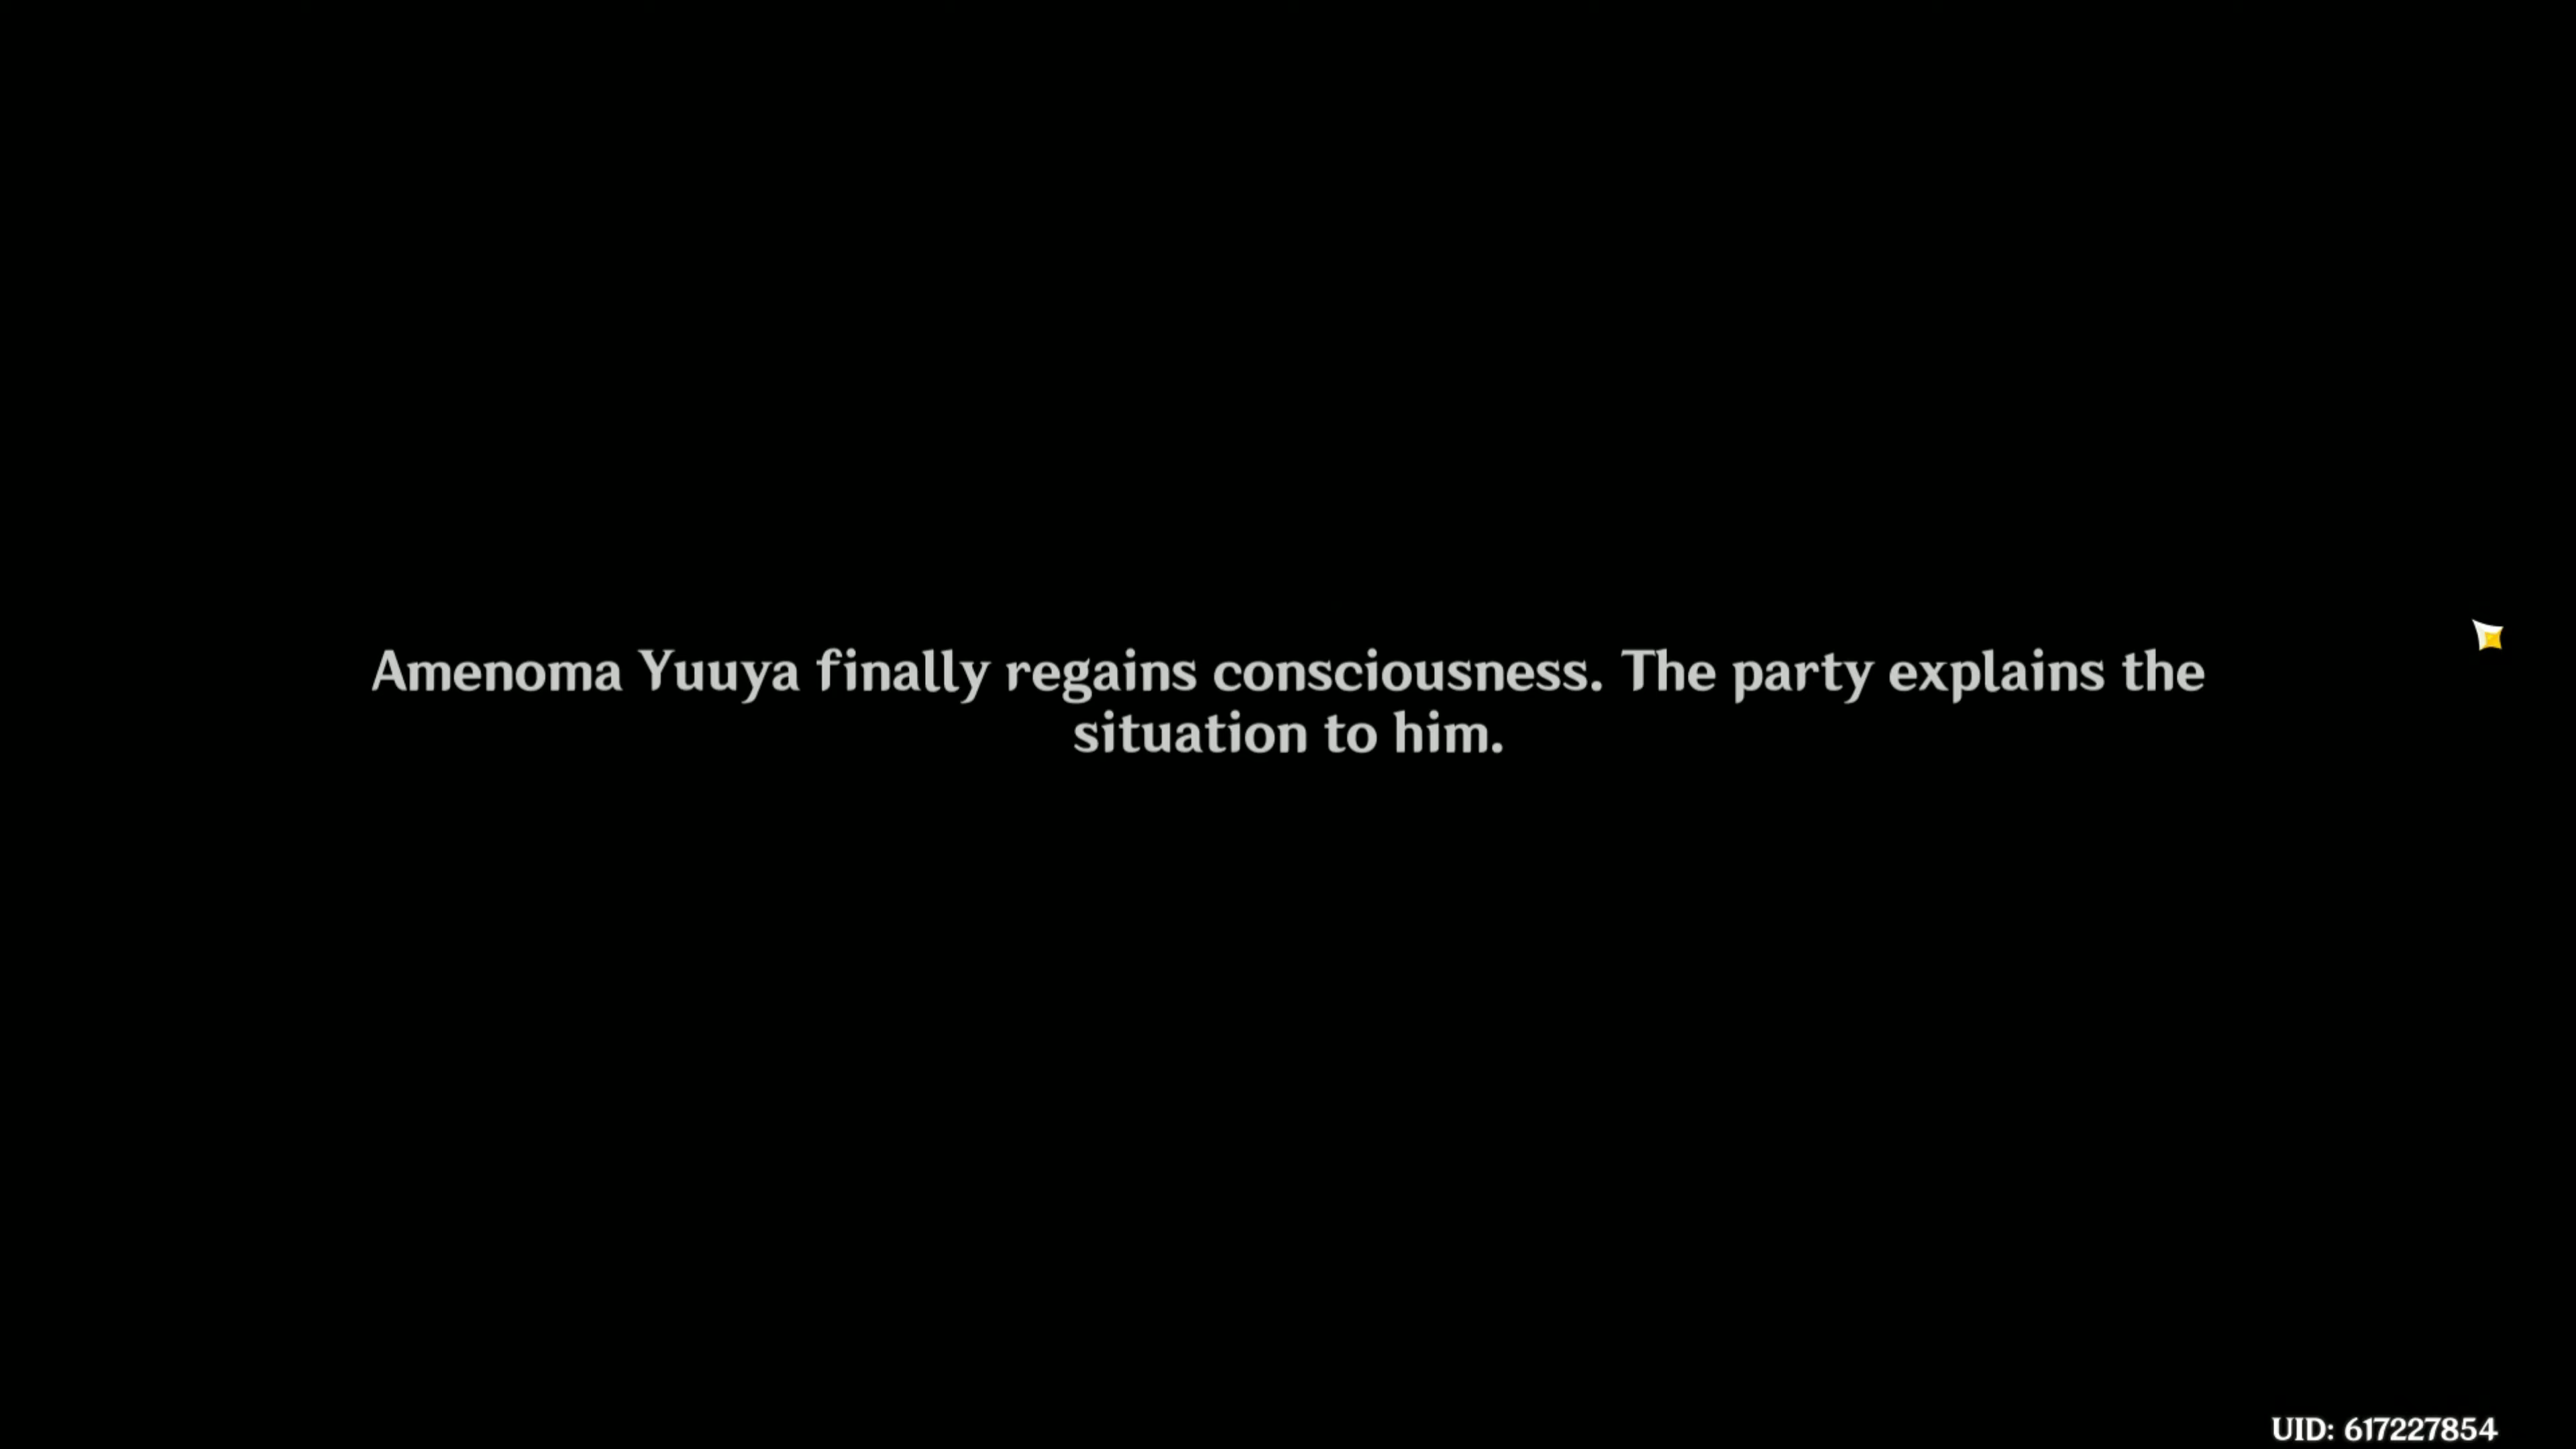 Amenoma Yuuya finally regains consciousness. The party explains the
situation to him.
UID: 617227854